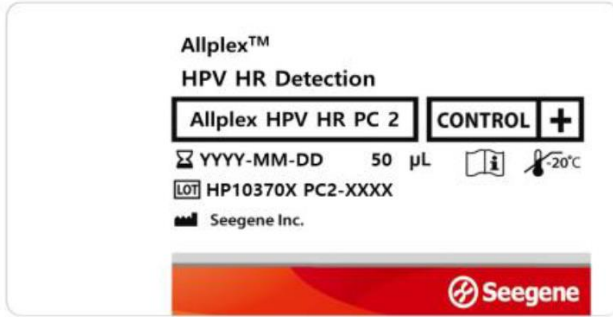 Allplex™
HPV HR Detection
Allplex HPV HR PC 2 CONTROL +
YYYY-MM-DD 50 μL -20°C
LOT HP10370X PC2-XXXX
Seegene Inc.
Seegene